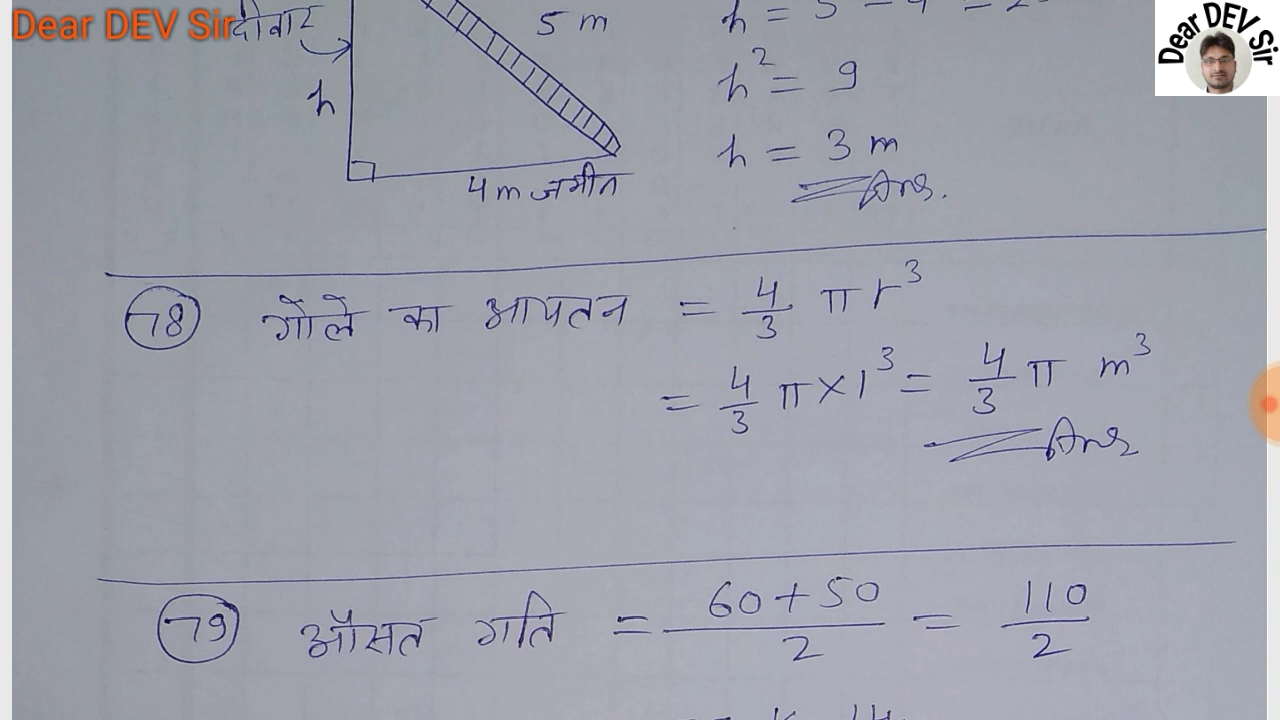 Dear DEV Sir
Dear DEV Sir
दीवार
5 m
h
4m जमीन
h² = 9
h = 3 m
Ans.
78 गोले का आयतन = 4/3 π r³
= 4/3 π × 1³ = 4/3 π m³
Ans
79 औसत गति = 60+50/2 = 110/2